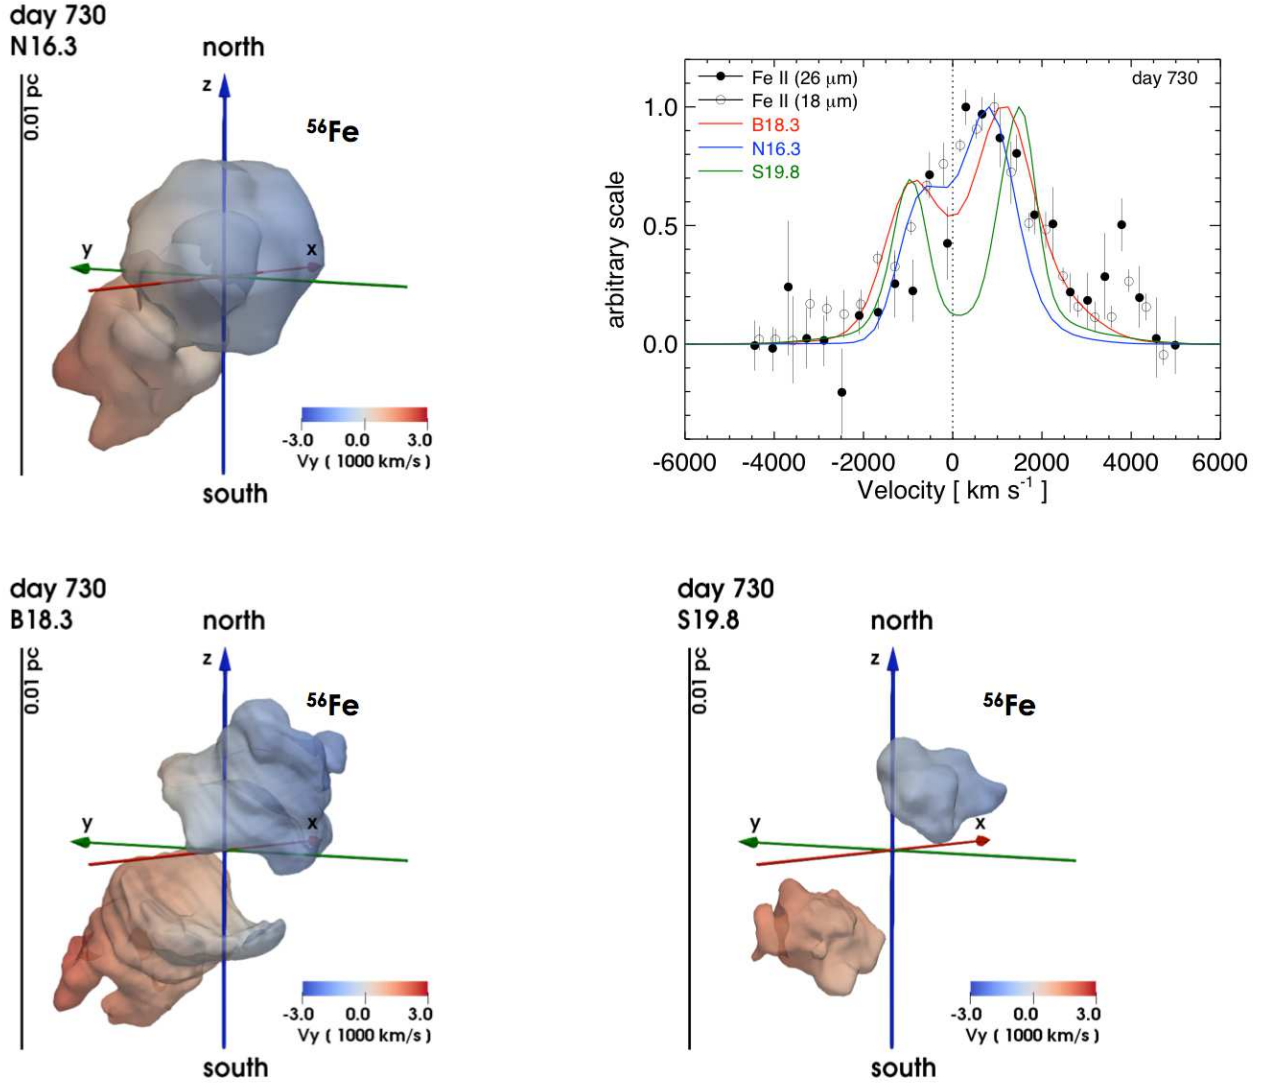 day 730
N16.3
north
z
0.01 pc
⁵⁶Fe
y
x
-3.0 0.0 3.0
Vy ( 1000 km/s )
south
Fe II (26 μm)
Fe II (18 μm)
B18.3
N16.3
S19.8
day 730
1.0
0.5
0.0
arbitrary scale
-6000 -4000 -2000 0 2000 4000 6000
Velocity [ km s⁻¹ ]
day 730
B18.3
north
z
0.01 pc
⁵⁶Fe
y
x
-3.0 0.0 3.0
Vy ( 1000 km/s )
south
day 730
S19.8
north
z
0.01 pc
⁵⁶Fe
y
x
-3.0 0.0 3.0
Vy ( 1000 km/s )
south